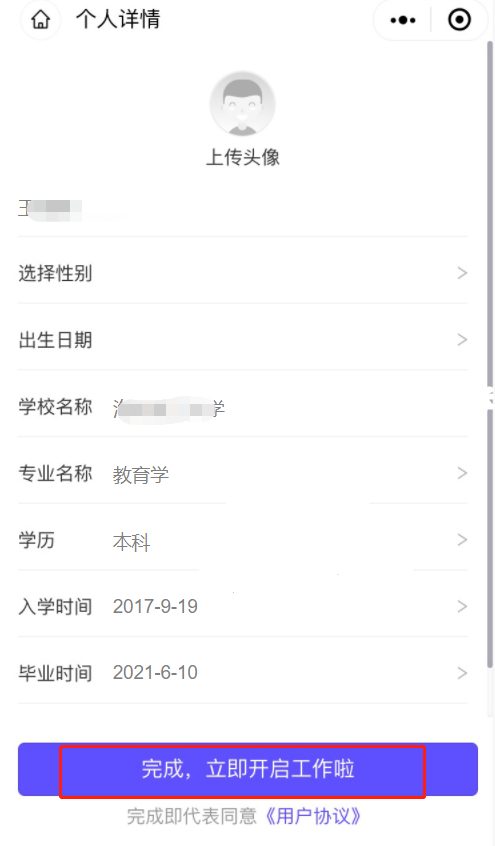 个人详情
上传头像
选择性别
出生日期
学校名称
专业名称 教育学
学历 本科
入学时间 2017-9-19
毕业时间 2021-6-10
完成，立即开启工作啦
完成即代表同意《用户协议》